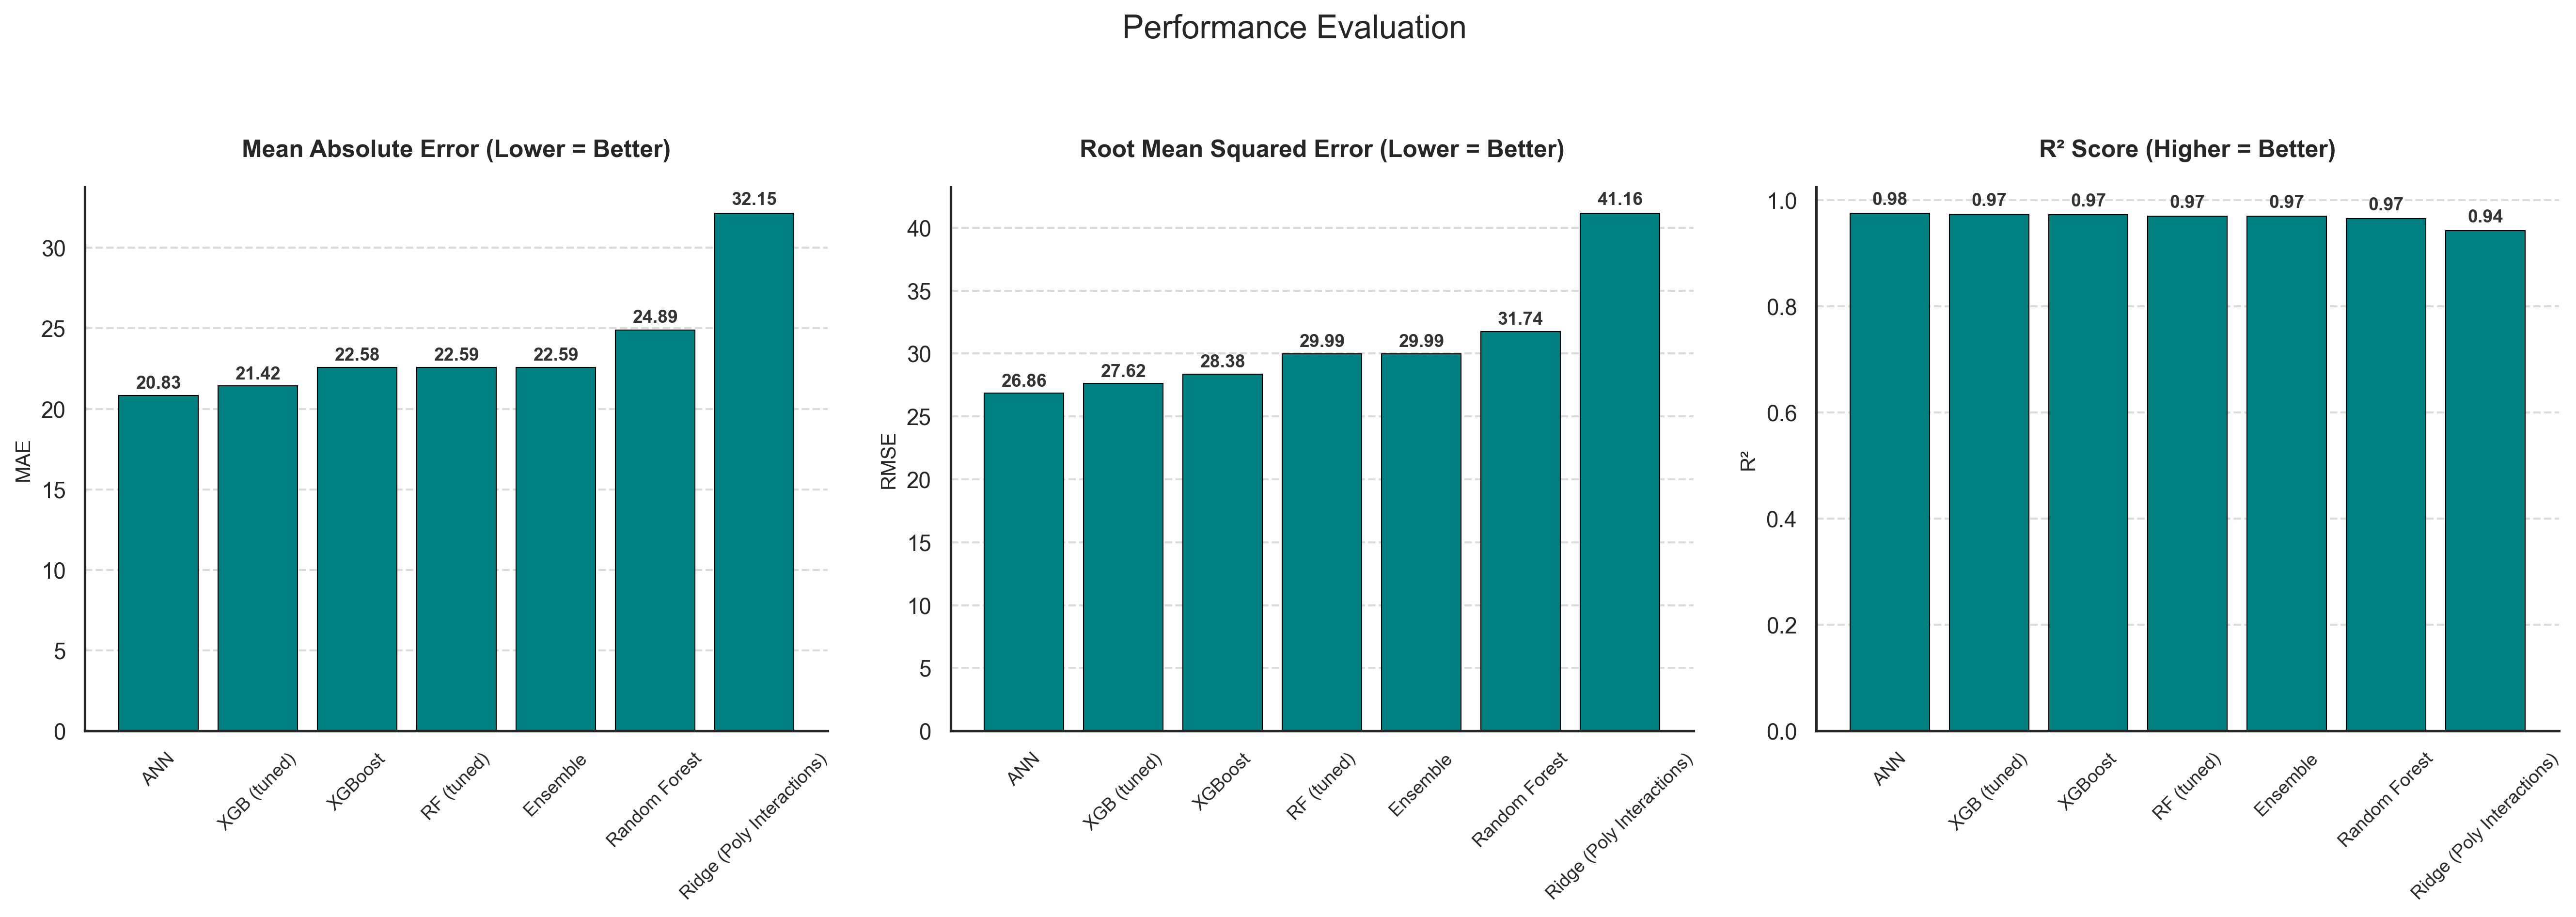 Performance Evaluation
Mean Absolute Error (Lower = Better)
MAE
30
25
20
15
10
5
0
20.83
21.42
22.58
22.59
22.59
24.89
32.15
ANN
XGB (tuned)
XGBoost
RF (tuned)
Ensemble
Random Forest
Ridge (Poly Interactions)
Root Mean Squared Error (Lower = Better)
RMSE
40
35
30
25
20
15
10
5
0
26.86
27.62
28.38
29.99
29.99
31.74
41.16
ANN
XGB (tuned)
XGBoost
RF (tuned)
Ensemble
Random Forest
Ridge (Poly Interactions)
R² Score (Higher = Better)
R²
1.0
0.8
0.6
0.4
0.2
0.0
0.98
0.97
0.97
0.97
0.97
0.97
0.94
ANN
XGB (tuned)
XGBoost
RF (tuned)
Ensemble
Random Forest
Ridge (Poly Interactions)